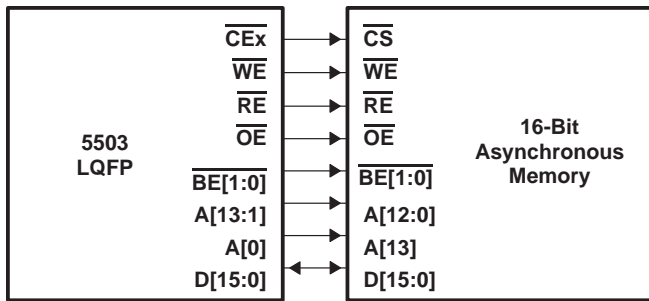 5503
LQFP
CEx
WE
RE
OE
BE[1:0]
A[13:1]
A[0]
D[15:0]
CS
WE
RE
OE
BE[1:0]
A[12:0]
A[13]
D[15:0]
16-Bit
Asynchronous
Memory